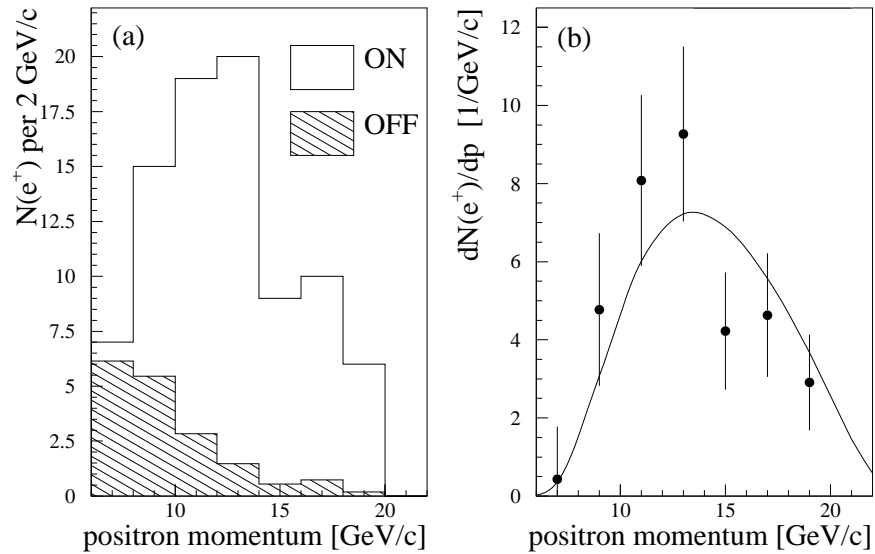 (a)
ON
OFF
N(e⁺) per 2 GeV/c
20
17.5
15
12.5
10
7.5
5
2.5
0
10 15 20
positron momentum [GeV/c]
(b)
dN(e⁺)/dp [1/GeV/c]
12
10
8
6
4
2
0
10 15 20
positron momentum [GeV/c]